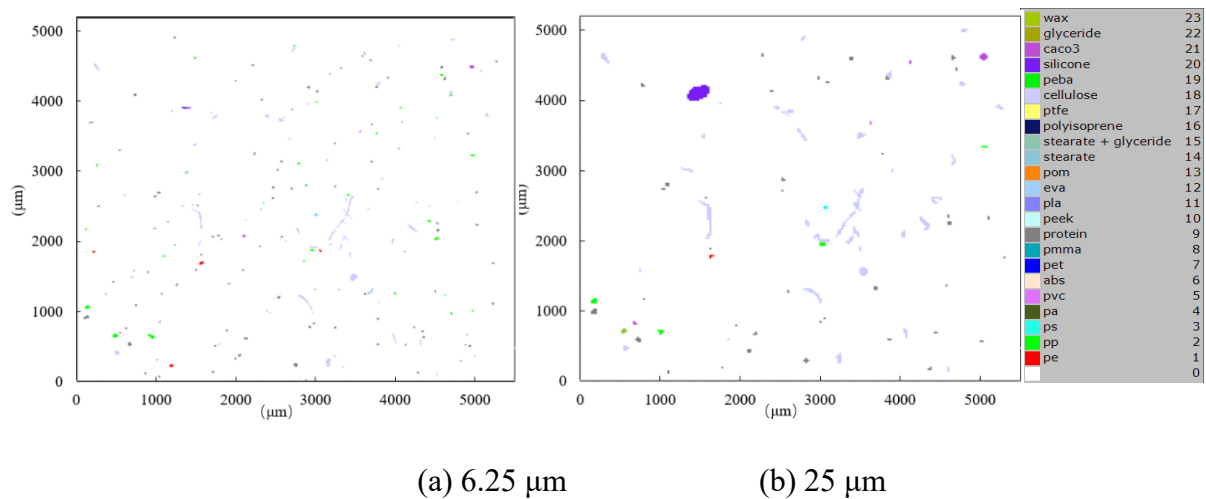 5000
4000
3000
2000
1000
0
(μm)
0 1000 2000 3000 4000 5000
(μm)
5000
4000
3000
2000
1000
0
(μm)
0 1000 2000 3000 4000 5000
(μm)
wax 23
glyceride 22
caco3 21
silicone 20
peba 19
cellulose 18
ptfe 17
polyisoprene 16
stearate + glyceride 15
stearate 14
pom 13
eva 12
pla 11
peek 10
protein 9
pmma 8
pet 7
abs 6
pvc 5
pa 4
ps 3
pp 2
pe 1
0
(a) 6.25 μm (b) 25 μm